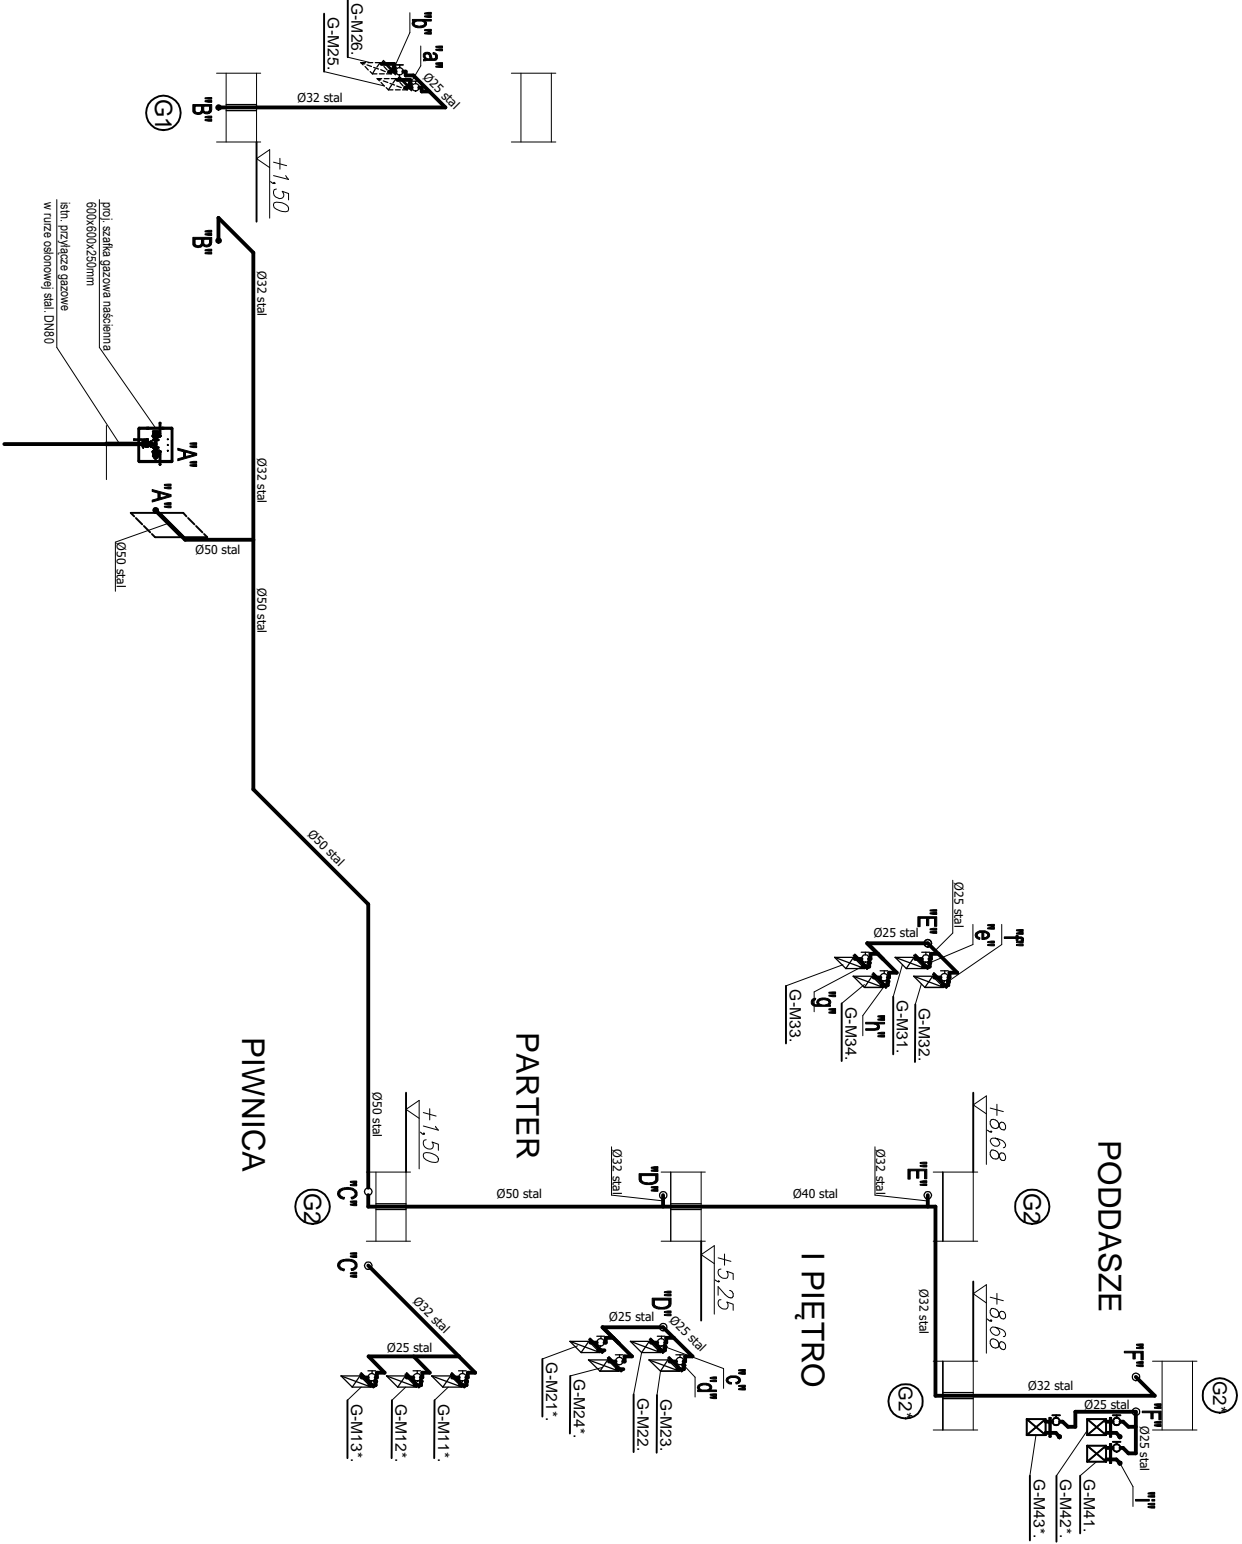 "b"
"a"
G-M26.
G-M25.
Ø25 stal
Ø32 stal
"B"
G1
+1,50
"B"
Ø32 stal
proj. szafka gazowa naścienna
600x600x250mm
istn. przyłącze gazowe
w rurze osłonowej stal. DN80
"A"
"A"
Ø32 stal
Ø50 stal
Ø50 stal
Ø50 stal
Ø50 stal
PIWNICA
PARTER
I PIĘTRO
PODDASZE
Ø25 stal
"E"
"e"
"f"
Ø25 stal
"g"
"h"
G-M33.
G-M34.
G-M31.
G-M32.
+8,68
+1,50
Ø50 stal
"C"
G2
Ø50 stal
Ø32 stal
"D"
Ø40 stal
Ø32 stal
"E"
G2
+5,25
+8,68
"C"
Ø32 stal
Ø25 stal
G-M13*.
G-M12*.
G-M11*.
"D"
Ø25 stal
Ø25 stal
"c"
"d"
G-M21*.
G-M24*.
G-M22.
G-M23.
Ø32 stal
G2*
Ø32 stal
"F"
G2*
"F"
Ø25 stal
Ø25 stal
"i"
G-M43*.
G-M42*.
G-M41.